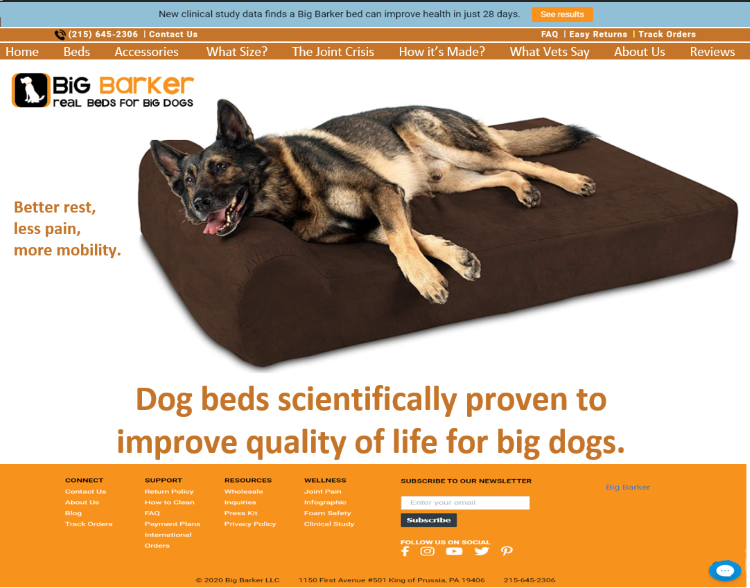 New clinical study data finds a Big Barker bed can improve health in just 28 days. See results
(215) 645-2306 | Contact Us FAQ | Easy Returns | Track Orders
Home Beds Accessories What Size? The Joint Crisis How it's Made? What Vets Say About Us Reviews
BiG BARKER
REAL BEDS FOR BIG DOGS
Better rest,
less pain,
more mobility.
Dog beds scientifically proven to
improve quality of life for big dogs.
CONNECT
Contact Us
About Us
Blog
Track Orders
SUPPORT
Return Policy
How to Clean
FAQ
Payment Plans
International
Orders
RESOURCES
Wholesale
Inquiries
Press Kit
Privacy Policy
WELLNESS
Joint Pain
Infographic
Foam Safety
Clinical Study
SUBSCRIBE TO OUR NEWSLETTER
Enter your email
Subscribe
FOLLOW US ON SOCIAL
Big Barker
© 2020 Big Barker LLC 1150 First Avenue #501 King of Prussia, PA 19406 215-645-2306